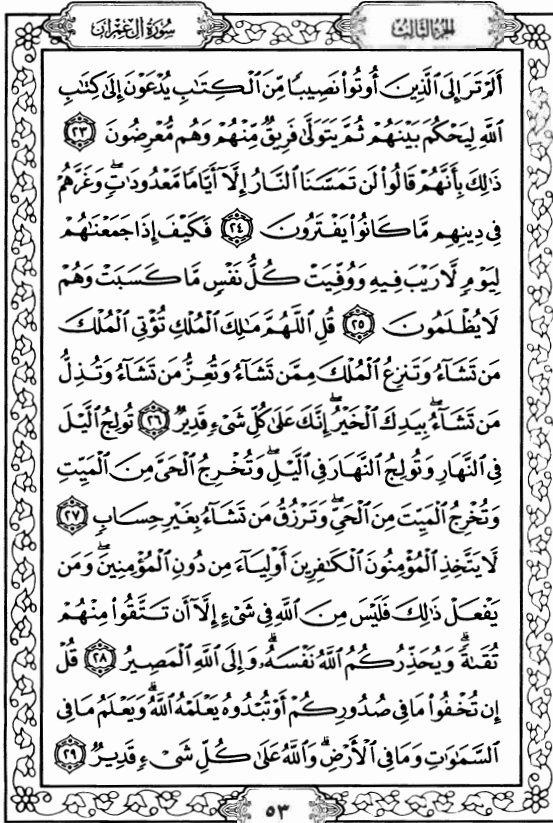 سُورَةُ آلِ عِمْرَانَ
الجُزْءُ الثَّالِثُ
أَلَمْ تَرَ إِلَى ٱلَّذِينَ أُوتُوا۟ نَصِيبًا مِّنَ ٱلْكِتَـٰبِ يُدْعَوْنَ إِلَىٰ كِتَـٰبِ
ٱللَّهِ لِيَحْكُمَ بَيْنَهُمْ ثُمَّ يَتَوَلَّىٰ فَرِيقٌ مِّنْهُمْ وَهُم مُّعْرِضُونَ ٢٣
ذَٰلِكَ بِأَنَّهُمْ قَالُوا۟ لَن تَمَسَّنَا ٱلنَّارُ إِلَّآ أَيَّامًا مَّعْدُودَٰتٍۖ وَغَرَّهُمْ
فِى دِينِهِم مَّا كَانُوا۟ يَفْتَرُونَ ٢٤ فَكَيْفَ إِذَا جَمَعْنَـٰهُمْ
لِيَوْمٍ لَّا رَيْبَ فِيهِ وَوُفِّيَتْ كُلُّ نَفْسٍ مَّا كَسَبَتْ وَهُمْ
لَا يُظْلَمُونَ ٢٥ قُلِ ٱللَّهُمَّ مَـٰلِكَ ٱلْمُلْكِ تُؤْتِى ٱلْمُلْكَ
مَن تَشَآءُ وَتَنزِعُ ٱلْمُلْكَ مِمَّن تَشَآءُ وَتُعِزُّ مَن تَشَآءُ وَتُذِلُّ
مَن تَشَآءُۖ بِيَدِكَ ٱلْخَيْرُۖ إِنَّكَ عَلَىٰ كُلِّ شَىْءٍ قَدِيرٌ ٢٦ تُولِجُ ٱلَّيْلَ
فِى ٱلنَّهَارِ وَتُولِجُ ٱلنَّهَارَ فِى ٱلَّيْلِۖ وَتُخْرِجُ ٱلْحَىَّ مِنَ ٱلْمَيِّتِ
وَتُخْرِجُ ٱلْمَيِّتَ مِنَ ٱلْحَىِّۖ وَتَرْزُقُ مَن تَشَآءُ بِغَيْرِ حِسَابٍ ٢٧
لَّا يَتَّخِذِ ٱلْمُؤْمِنُونَ ٱلْكَـٰفِرِينَ أَوْلِيَآءَ مِن دُونِ ٱلْمُؤْمِنِينَۖ وَمَن
يَفْعَلْ ذَٰلِكَ فَلَيْسَ مِنَ ٱللَّهِ فِى شَىْءٍ إِلَّآ أَن تَتَّقُوا۟ مِنْهُمْ
تُقَىٰةًۗ وَيُحَذِّرُكُمُ ٱللَّهُ نَفْسَهُۥۗ وَإِلَى ٱللَّهِ ٱلْمَصِيرُ ٢٨ قُلْ
إِن تُخْفُوا۟ مَا فِى صُدُورِكُمْ أَوْ تُبْدُوهُ يَعْلَمْهُ ٱللَّهُۗ وَيَعْلَمُ مَا فِى
ٱلسَّمَـٰوَٰتِ وَمَا فِى ٱلْأَرْضِۗ وَٱللَّهُ عَلَىٰ كُلِّ شَىْءٍ قَدِيرٌ ٢٩
٥٣